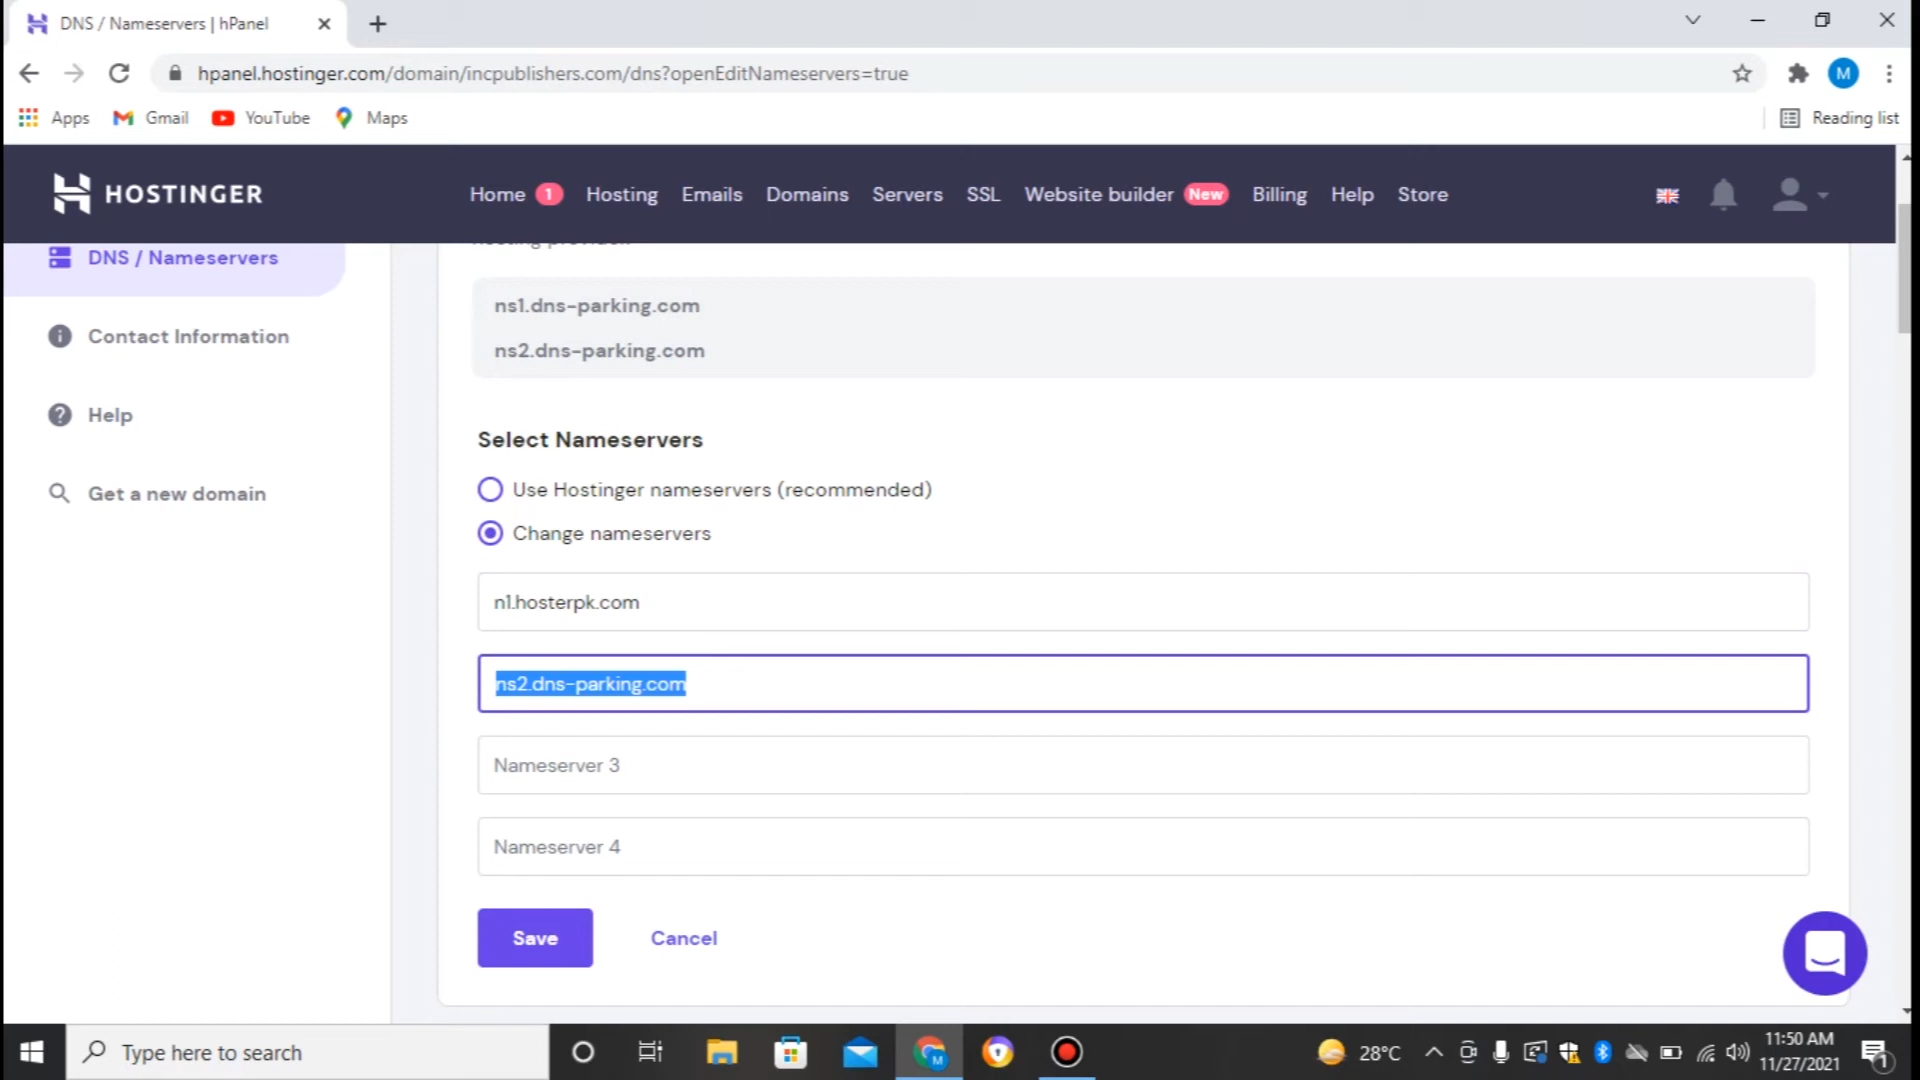 DNS / Nameservers | hPanel
hpanel.hostinger.com/domain/incpublishers.com/dns?openEditNameservers=true
Apps Gmail YouTube Maps Reading list
M
HOSTINGER Home 1 Hosting Emails Domains Servers SSL Website builder New Billing Help Store
DNS / Nameservers
Contact Information
Help
Get a new domain
hosting provider.
ns1.dns-parking.com
ns2.dns-parking.com
Select Nameservers
Use Hostinger nameservers (recommended)
Change nameservers
n1.hosterpk.com
ns2.dns-parking.com
Nameserver 3
Nameserver 4
Save Cancel
Type here to search
M
28°C
11:50 AM
11/27/2021
1